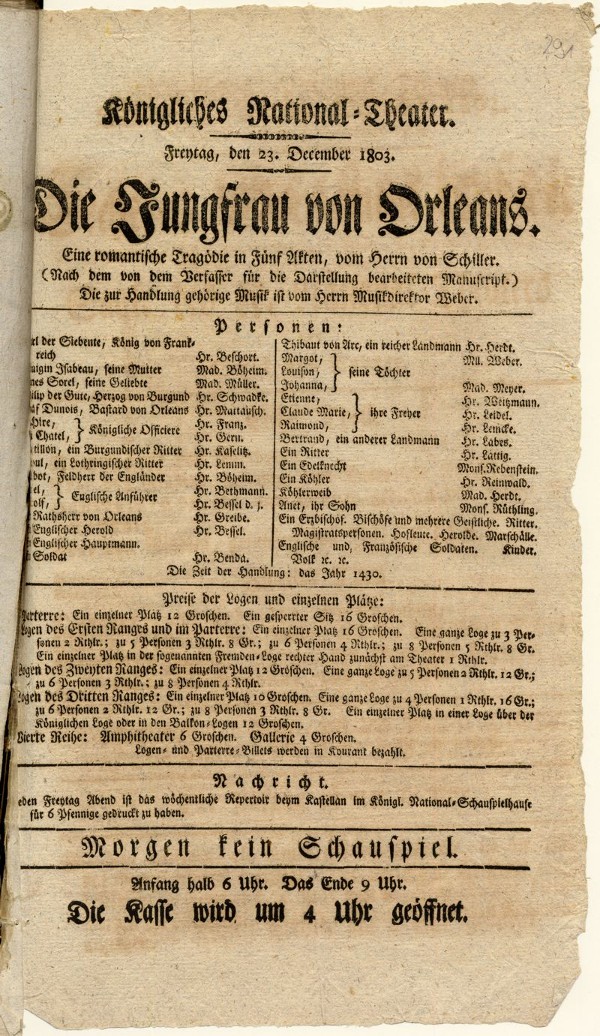 291
Königliches National-Theater.
Freytag, den 23. December 1803.
Die Jungfrau von Orleans.
Eine romantische Tragödie in Fünf Akten, vom Herrn von Schiller.
(Nach dem von dem Verfasser für die Darstellung bearbeiteten Manuscript.)
Die zur Handlung gehörige Musik ist vom Herrn Musikdirektor Weber.
Personen:
rl der Siebente, König von Frank-
reich Hr. Beschort.
nigin Isabeau, seine Mutter Mad. Böheim.
nes Sorel, seine Geliebte Mad. Müller.
ilip der Gute, Herzog von Burgund Hr. Schwadke.
af Dunois, Bastard von Orleans Hr. Mattausch.
Hire, Hr. Franz.
Chatel, } Königliche Officiere Hr. Gern.
tillon, ein Burgundischer Ritter Hr. Kaselitz.
ul, ein Lothringischer Ritter Hr. Lemm.
bot, Feldherr der Engländer Hr. Böheim.
el, Hr. Bethmann.
olf, } Englische Anführer Hr. Bessel d. j.
Rathsherr von Orleans Hr. Greibe.
Englischer Herold Hr. Bessel.
Englischer Hauptmann.
Soldat Hr. Benda.
Thibaut von Arc, ein reicher Landmann Hr. Herdt.
Margot, Mll. Weber.
Louison, } seine Töchter
Johanna, Mad. Meyer.
Etienne, Hr. Weitzmann.
Claude Marie, } ihre Freyer Hr. Leidel.
Raimond, Hr. Lemcke.
Bertrand, ein anderer Landmann Hr. Labes.
Ein Ritter Hr. Lattig.
Ein Edelknecht Mons. Rebenstein.
Ein Köhler Hr. Reinwald.
Köhlerweib Mad. Herdt.
Anet, ihr Sohn Mons. Rüthling.
Ein Erzbischof. Bischöfe und mehrere Geistliche. Ritter.
Magistratspersonen. Hofleute. Herolde. Marschälle.
Englische und Französische Soldaten. Kinder.
Volk ꝛc. ꝛc.
Die Zeit der Handlung: das Jahr 1430.
Preise der Logen und einzelnen Plätze:
Parterre: Ein einzelner Platz 12 Groschen. Ein gesperrter Sitz 16 Groschen.
Logen des Ersten Ranges und im Parterre: Ein einzelner Platz 16 Groschen. Eine ganze Loge zu 3 Per-
sonen 2 Rthlr.; zu 5 Personen 3 Rthlr. 8 Gr.; zu 6 Personen 4 Rthlr.; zu 8 Personen 5 Rthlr. 8 Gr.
Ein einzelner Platz in der sogenannten Fremden-Loge rechter Hand zunächst am Theater 1 Rthlr.
Logen des Zweyten Ranges: Ein einzelner Platz 12 Groschen. Eine ganze Loge zu 5 Personen 2 Rthlr. 12 Gr.;
zu 6 Personen 3 Rthlr.; zu 8 Personen 4 Rthlr.
Logen des Dritten Ranges: Ein einzelner Platz 10 Groschen. Eine ganze Loge zu 4 Personen 1 Rthlr. 16 Gr.;
zu 6 Personen 2 Rthlr. 12 Gr.; zu 8 Personen 3 Rthlr. 8 Gr. Ein einzelner Platz in einer Loge über der
Königlichen Loge oder in den Balkon-Logen 12 Groschen.
Vierte Reihe: Amphitheater 6 Groschen. Gallerie 4 Groschen.
Logen- und Parterre-Billets werden in Kourant bezahlt.
Nachricht.
eden Freytag Abend ist das wöchentliche Repertoir beym Kastellan im Königl. National-Schauspielhause
für 6 Pfennige gedruckt zu haben.
Morgen kein Schauspiel.
Anfang halb 6 Uhr. Das Ende 9 Uhr.
Die Kasse wird um 4 Uhr geöffnet.